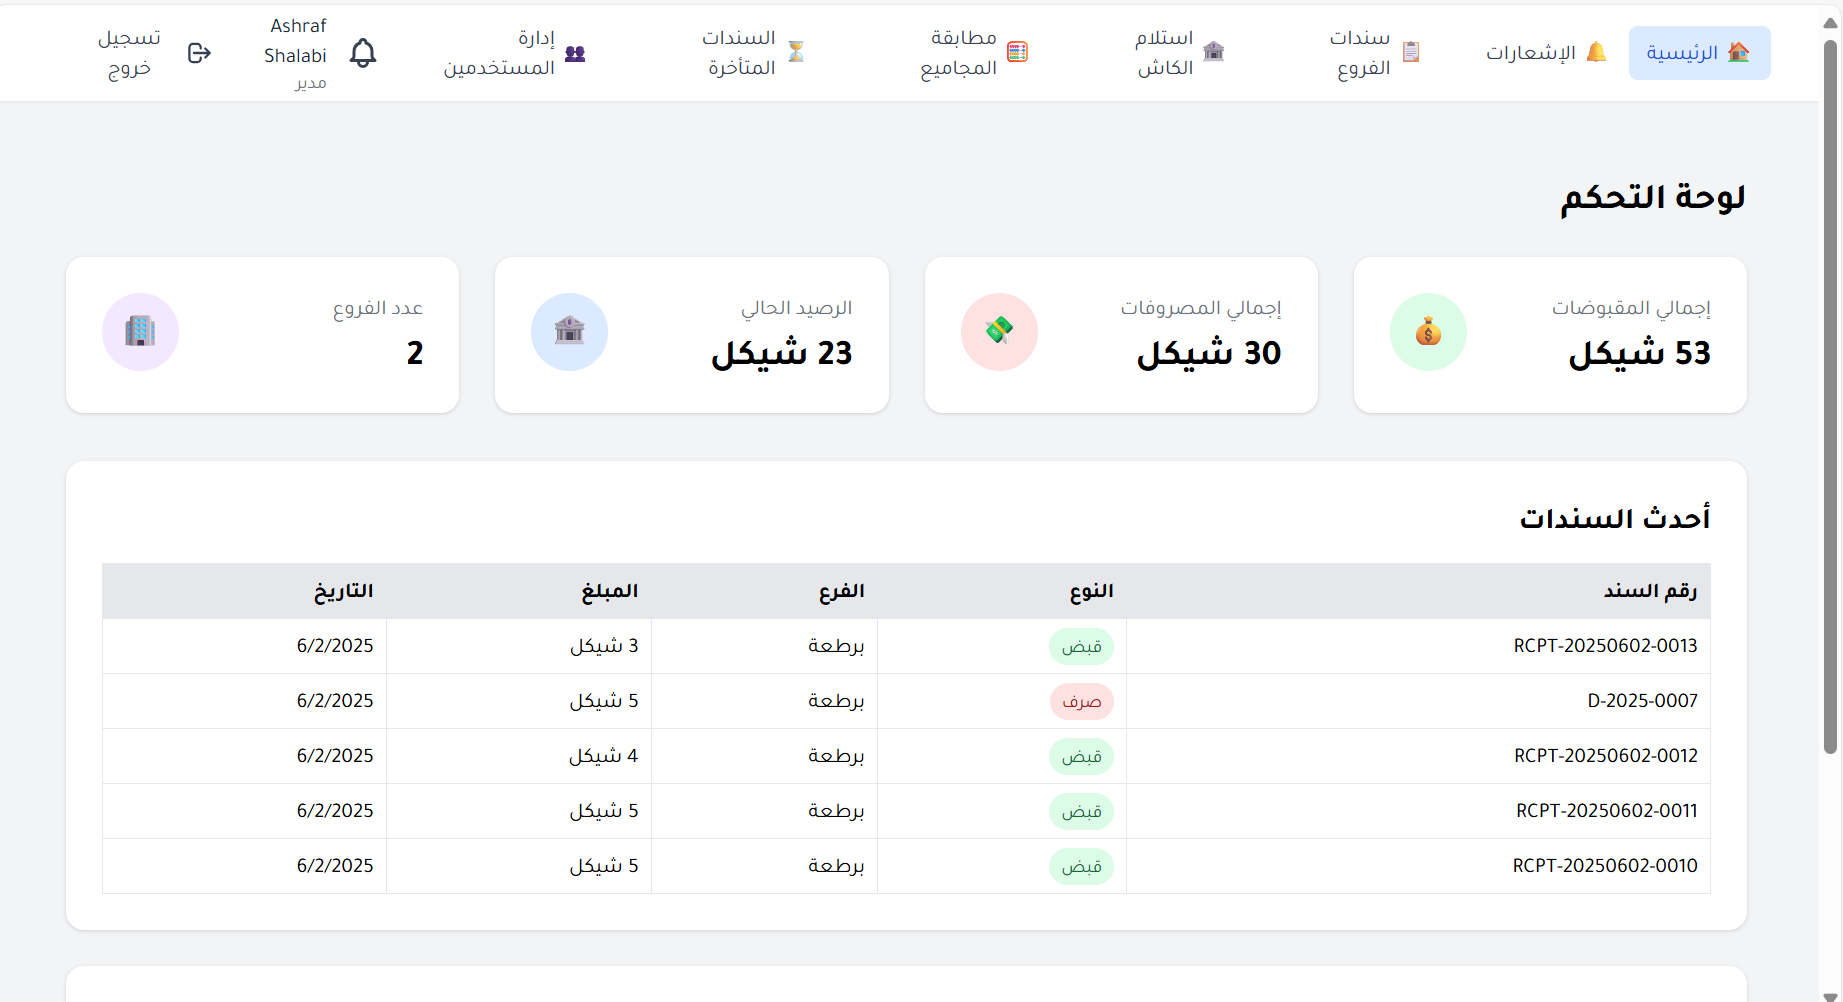 الرئيسية
الإشعارات
سندات
الفروع
استلام
الكاش
مطابقة
المجاميع
السندات
المتأخرة
إدارة
المستخدمين
Ashraf
Shalabi
مدير
تسجيل
خروج
لوحة التحكم
إجمالي المقبوضات
53 شيكل
إجمالي المصروفات
30 شيكل
الرصيد الحالي
23 شيكل
عدد الفروع
2
أحدث السندات
رقم السند النوع الفرع المبلغ التاريخ
RCPT-20250602-0013 قبض برطعة 3 شيكل 6/2/2025
D-2025-0007 صرف برطعة 5 شيكل 6/2/2025
RCPT-20250602-0012 قبض برطعة 4 شيكل 6/2/2025
RCPT-20250602-0011 قبض برطعة 5 شيكل 6/2/2025
RCPT-20250602-0010 قبض برطعة 5 شيكل 6/2/2025